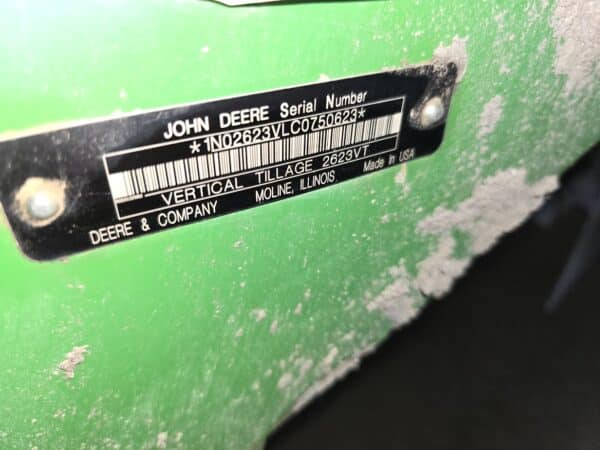 JOHN DEERE Serial Number
*1N02623VLC0750623*
VERTICAL TILLAGE 2623VT
DEERE & COMPANY MOLINE, ILLINOIS Made in USA